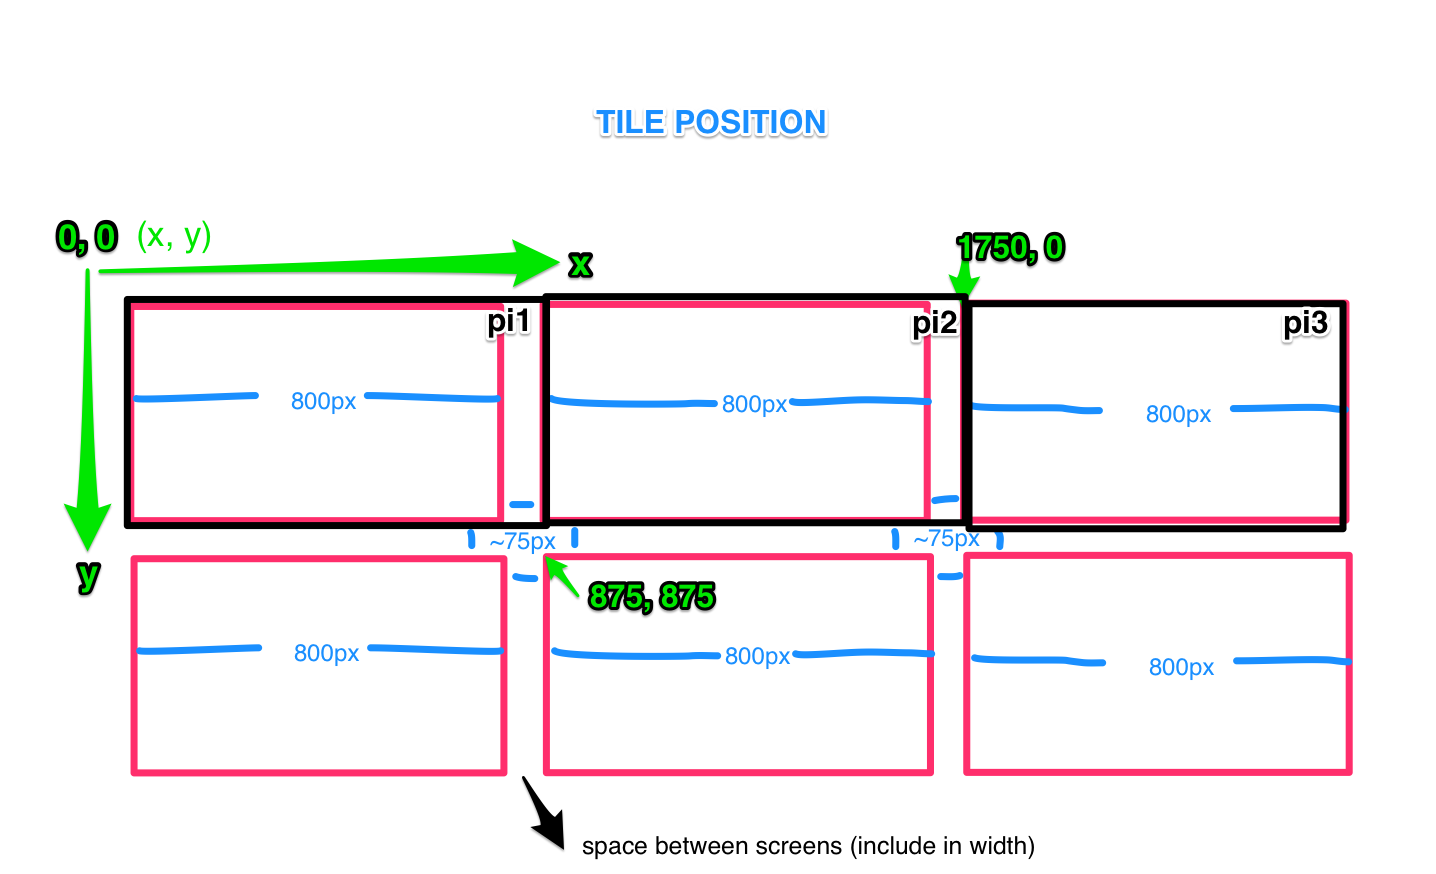 TILE POSITION
0, 0 (x, y)
x
1750, 0
pi1
pi2
pi3
800px
800px
800px
~75px
~75px
y
875, 875
800px
800px
800px
space between screens (include in width)